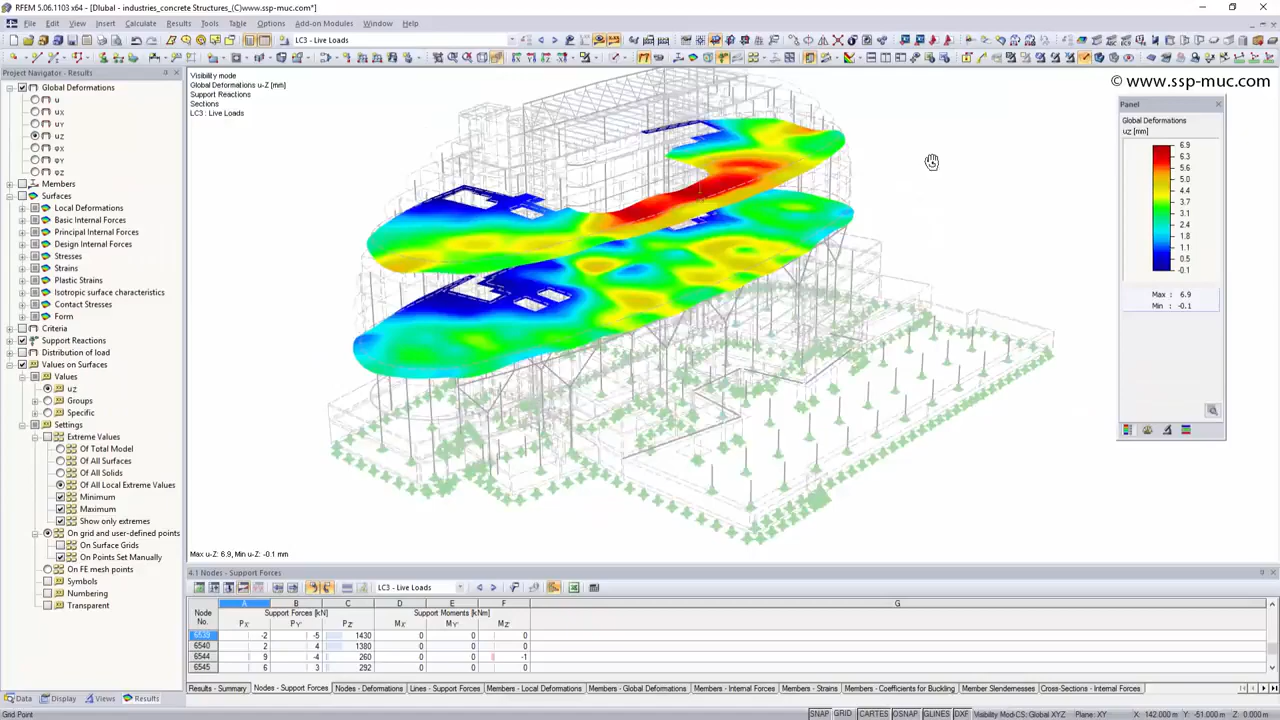 RFEM 5.06.1103 x64 - [Dlubal - industries_concrete Structures_(C)www.ssp-muc.com*]
File Edit View Insert Calculate Results Tools Table Options Add-on Modules Window Help
LC3 - Live Loads
Project Navigator - Results
Global Deformations
u
ux
uY
uz
φX
φY
φz
Members
Surfaces
Local Deformations
Basic Internal Forces
Principal Internal Forces
Design Internal Forces
Stresses
Strains
Plastic Strains
Isotropic surface characteristics
Contact Stresses
Form
Criteria
Support Reactions
Distribution of load
Values on Surfaces
Values
uz
Groups
Specific
Settings
Extreme Values
Of Total Model
Of All Surfaces
Of All Solids
Of All Local Extreme Values
Minimum
Maximum
Show only extremes
On grid and user-defined points
On Surface Grids
On Points Set Manually
On FE mesh points
Symbols
Numbering
Transparent
Data Display Views Results
Visibility mode
Global Deformations u-Z [mm]
Support Reactions
Sections
LC3 : Live Loads
© www.ssp-muc.com
Panel
Global Deformations
uZ [mm]
6.9
6.3
5.6
5.0
4.4
3.7
3.1
2.4
1.8
1.1
0.5
-0.1
Max : 6.9
Min : -0.1
Max u-Z: 6.9, Min u-Z: -0.1 mm
4.1 Nodes - Support Forces
LC3 - Live Loads
A B C D E F G
Node Support Forces [kN] Support Moments [kNm]
No. PX' PY' PZ' MX' MY' MZ'
6530 -2 -5 1430 0 0 0
6540 2 4 1380 0 0 0
6544 9 -4 260 0 0 -1
6545 6 3 292 0 0 0
Results - Summary Nodes - Support Forces Nodes - Deformations Lines - Support Forces Members - Local Deformations Members - Global Deformations Members - Internal Forces Members - Strains Members - Coefficients for Buckling Member Slendernesses Cross-Sections - Internal Forces
Grid Point SNAP GRID CARTES OSNAP GLINES DXF Visibility Mod CS: Global XYZ Plane: XY X: 142.000 m Y: -51.000 m Z: 0.000 m